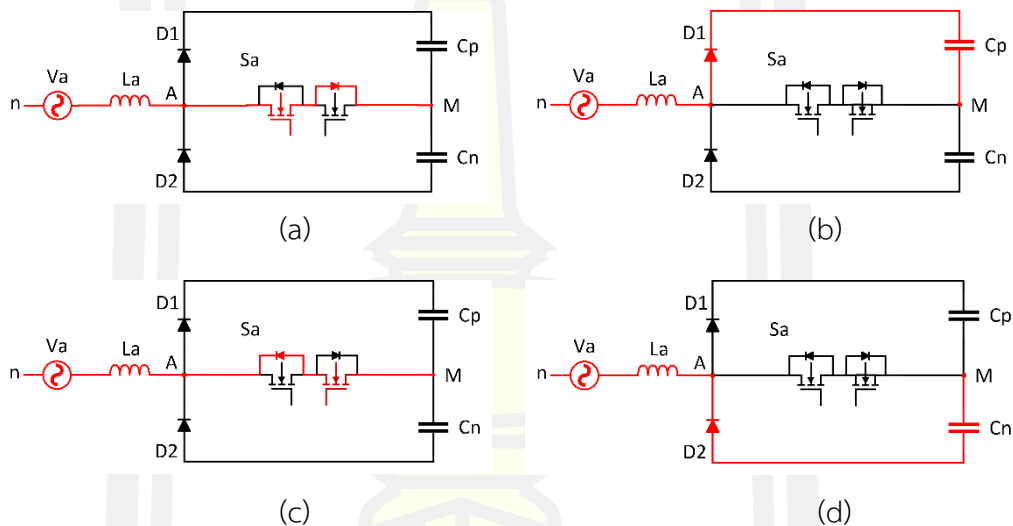 D1
Cp
Sa
Va
La
n
A
M
Cn
D2
(a)
D1
Cp
Sa
Va
La
n
A
M
Cn
D2
(b)
D1
Cp
Sa
Va
La
n
A
M
Cn
D2
(c)
D1
Cp
Sa
Va
La
n
A
M
Cn
D2
(d)